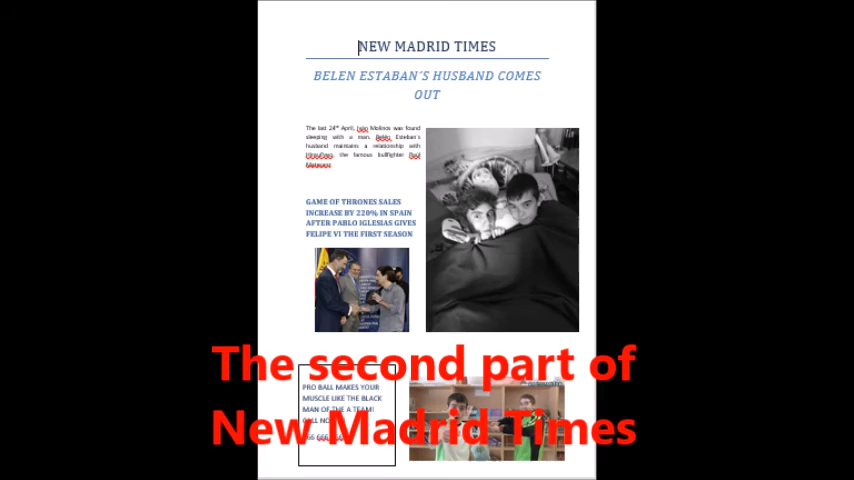 NEW MADRID TIMES
BELEN ESTABAN'S HUSBAND COMES
OUT
The last 24th April, Iván Molinos was found
sleeping with a man. Belén Esteban's
husband maintains a relationship with
the famous bullfighter
GAME OF THRONES SALES
INCREASE BY 220% IN SPAIN
AFTER PABLO IGLESIAS GIVES
FELIPE VI THE FIRST SEASON
PRO BALL MAKES YOUR
MUSCLE LIKE THE BLACK
MAN OF THE A TEAM!
The second part of
New Madrid Times